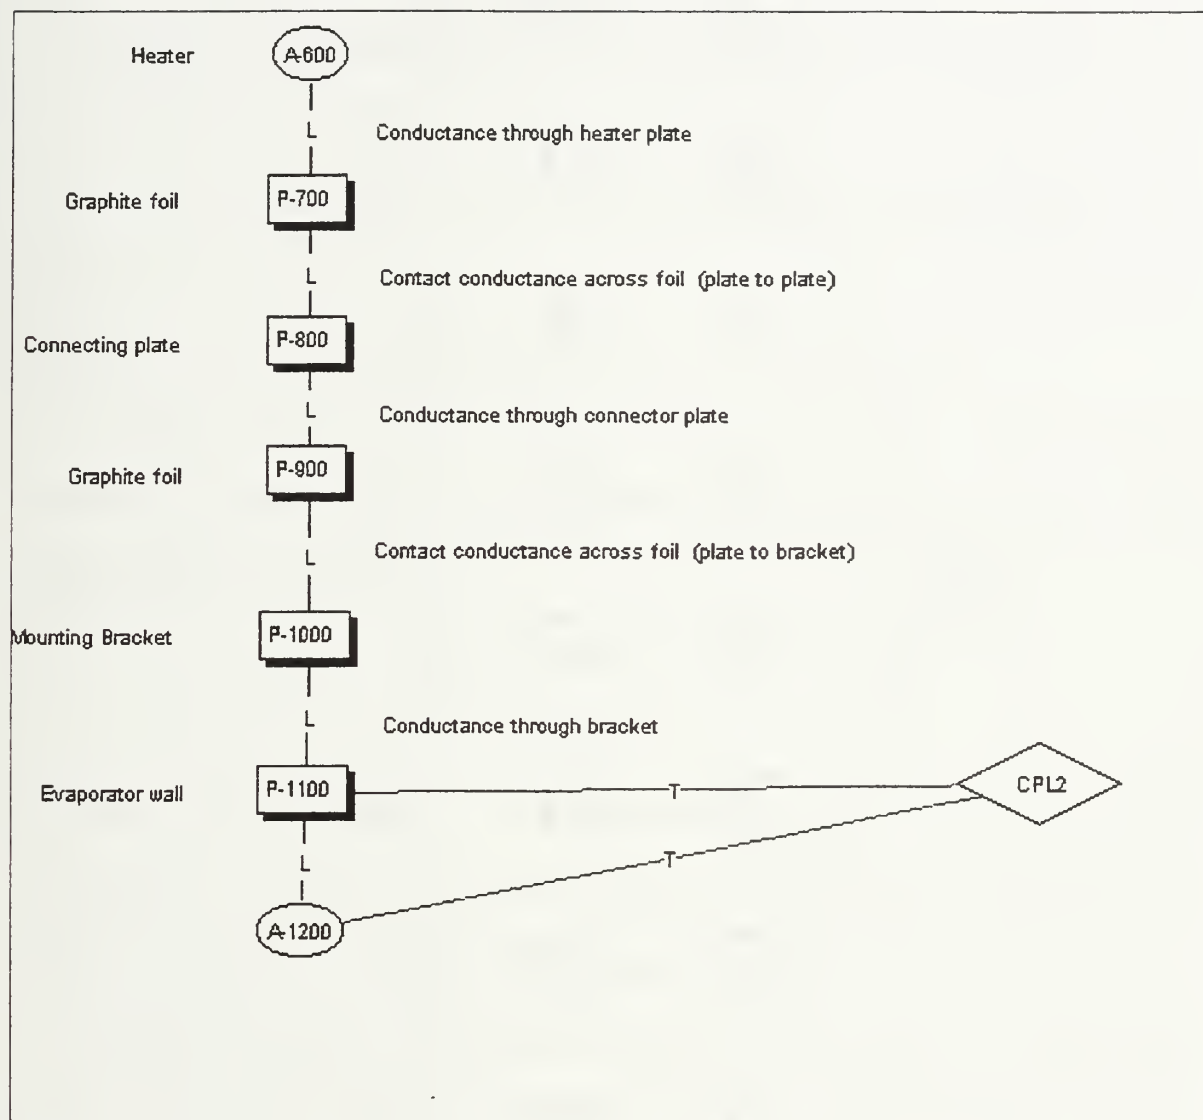 Heater A-600
L Conductance through heater plate
Graphite foil P-700
L Contact conductance across foil (plate to plate)
Connecting plate P-800
L Conductance through connector plate
Graphite foil P-900
L Contact conductance across foil (plate to bracket)
Mounting Bracket P-1000
L Conductance through bracket
Evaporator wall P-1100 T CPL2
L T
A-1200